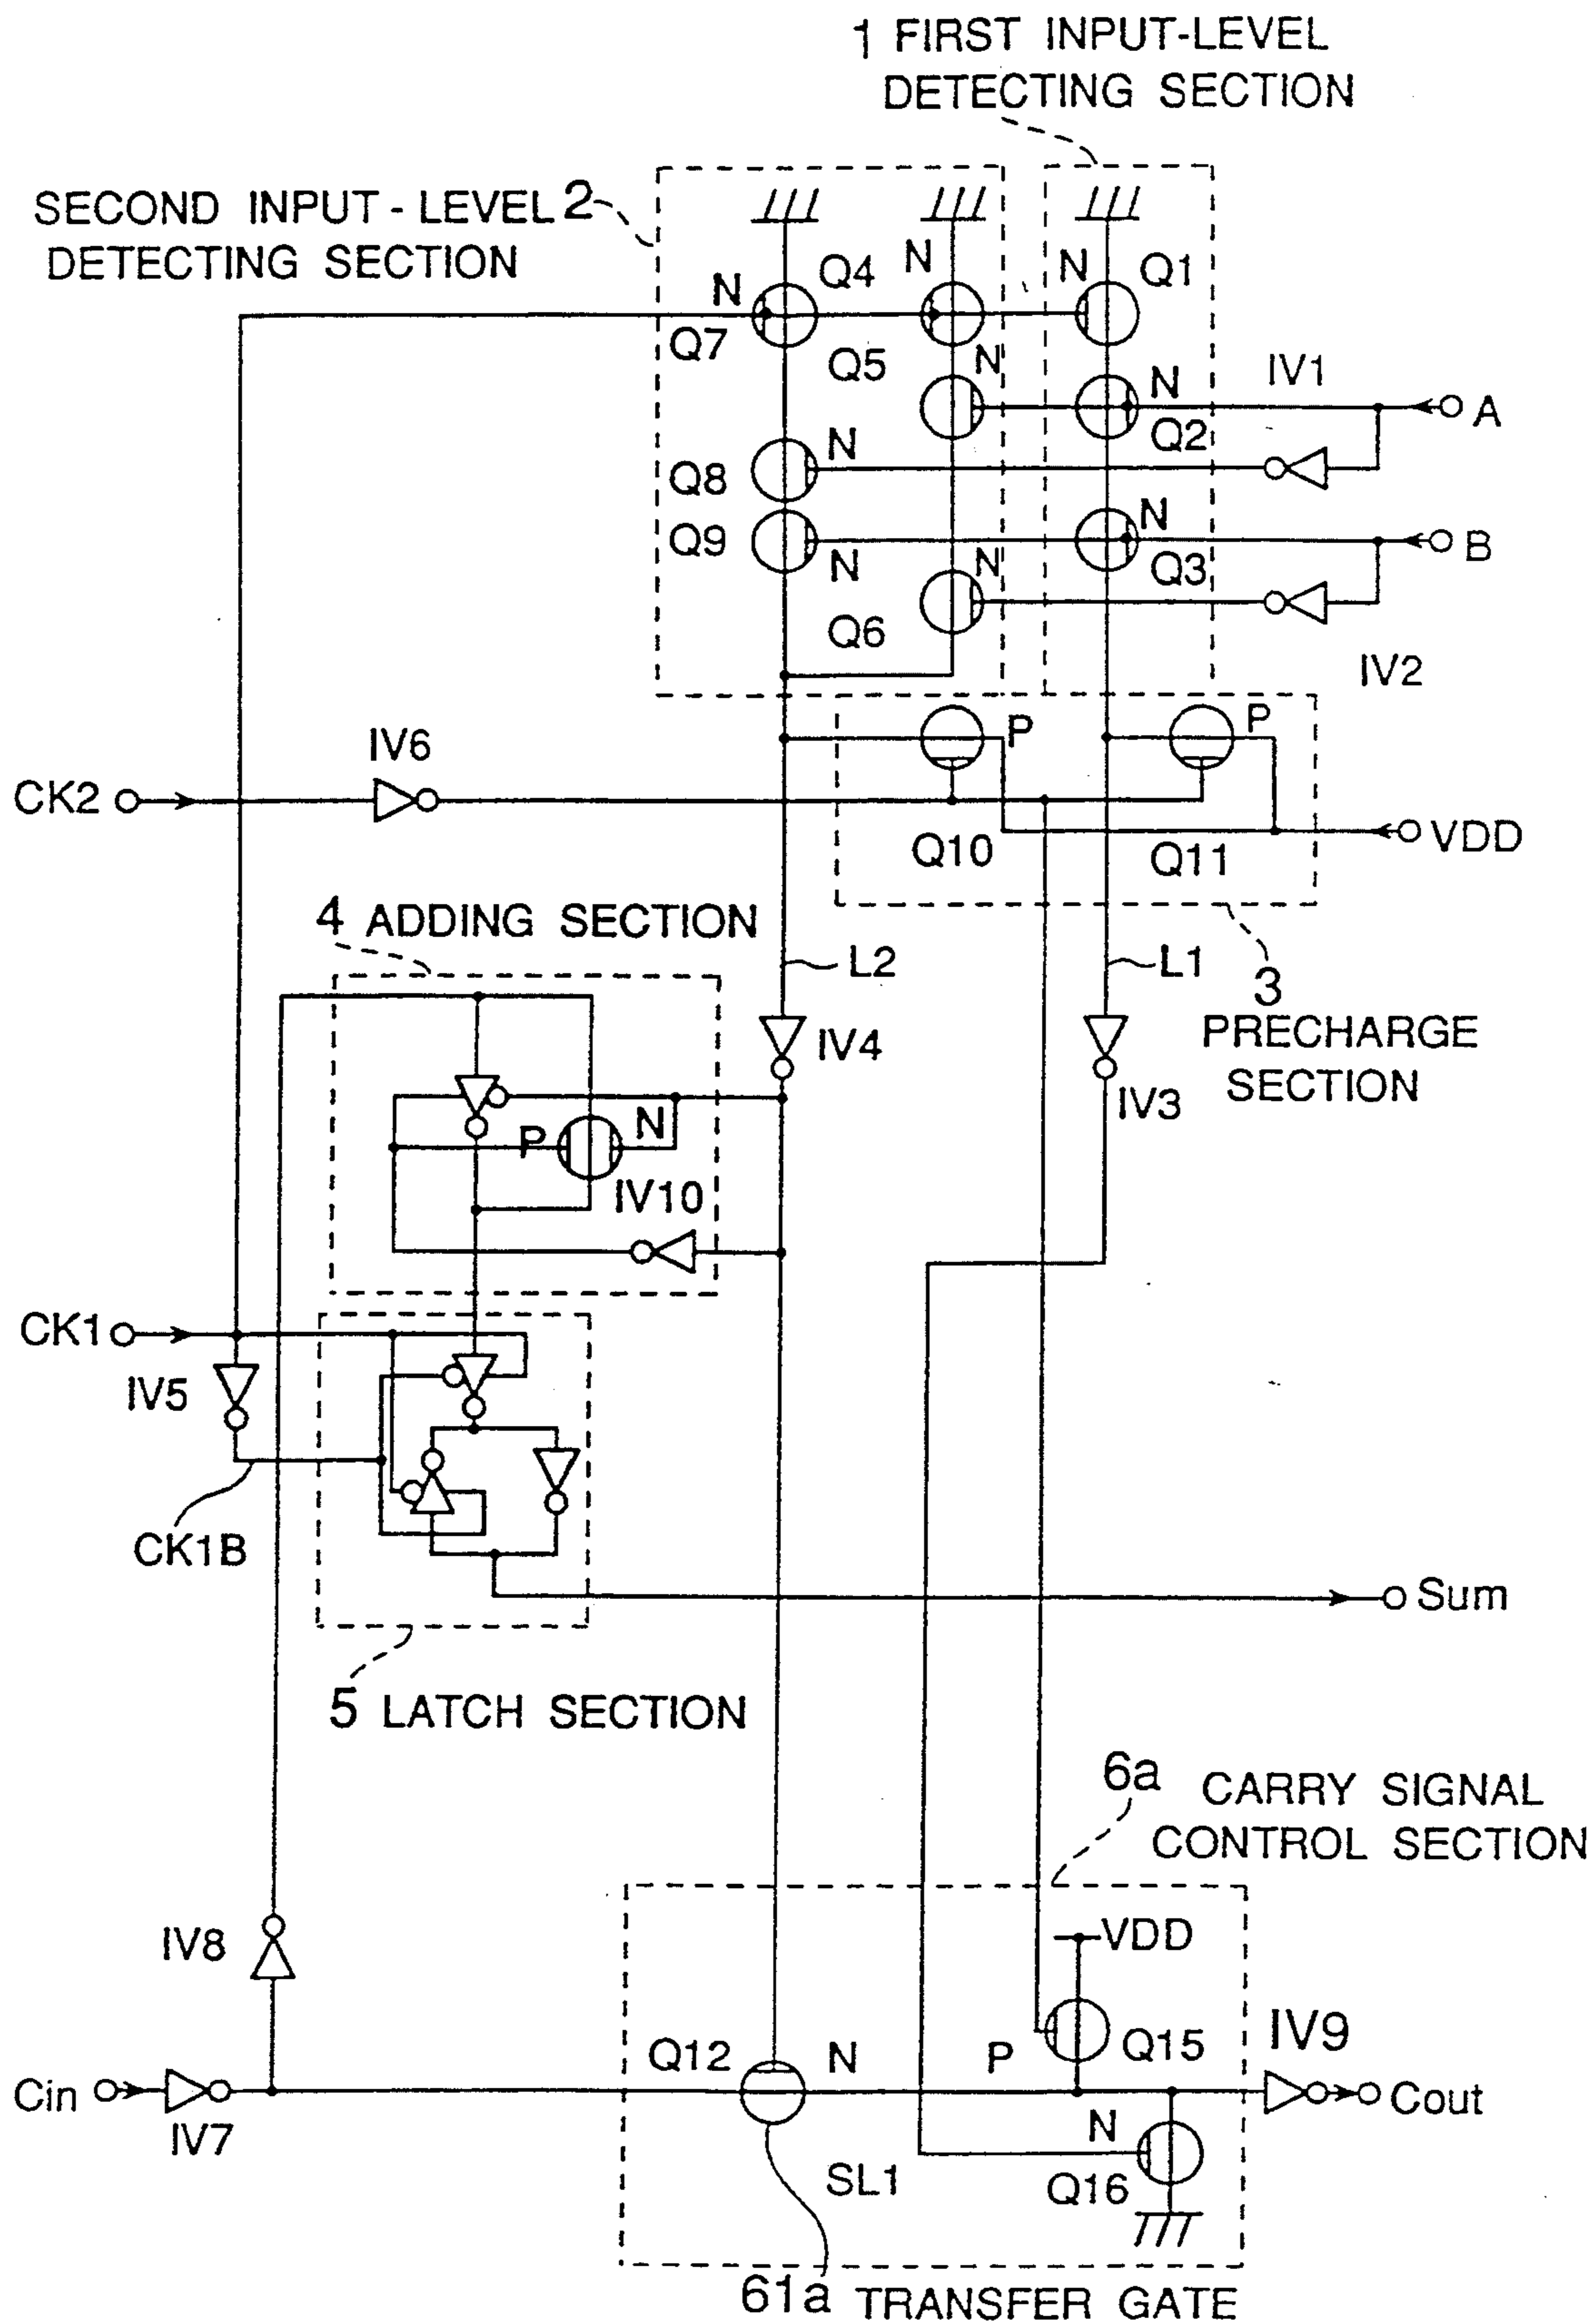 1 FIRST INPUT-LEVEL
DETECTING SECTION
SECOND INPUT-LEVEL 2
DETECTING SECTION
N
Q4
N
N
Q1
Q7
Q5
N
IV1
N
A
Q2
Q8
N
Q9
N
B
N
N
Q3
Q6
IV2
P
P
IV6
CK2
Q10
Q11
VDD
4 ADDING SECTION
L2
L1
3
PRECHARGE
SECTION
IV4
IV3
P
N
IV10
CK1
IV5
CK1B
Sum
5 LATCH SECTION
6a CARRY SIGNAL
CONTROL SECTION
IV8
VDD
Q12
N
P
Q15
IV9
Cin
Cout
IV7
N
SL1
Q16
61a TRANSFER GATE